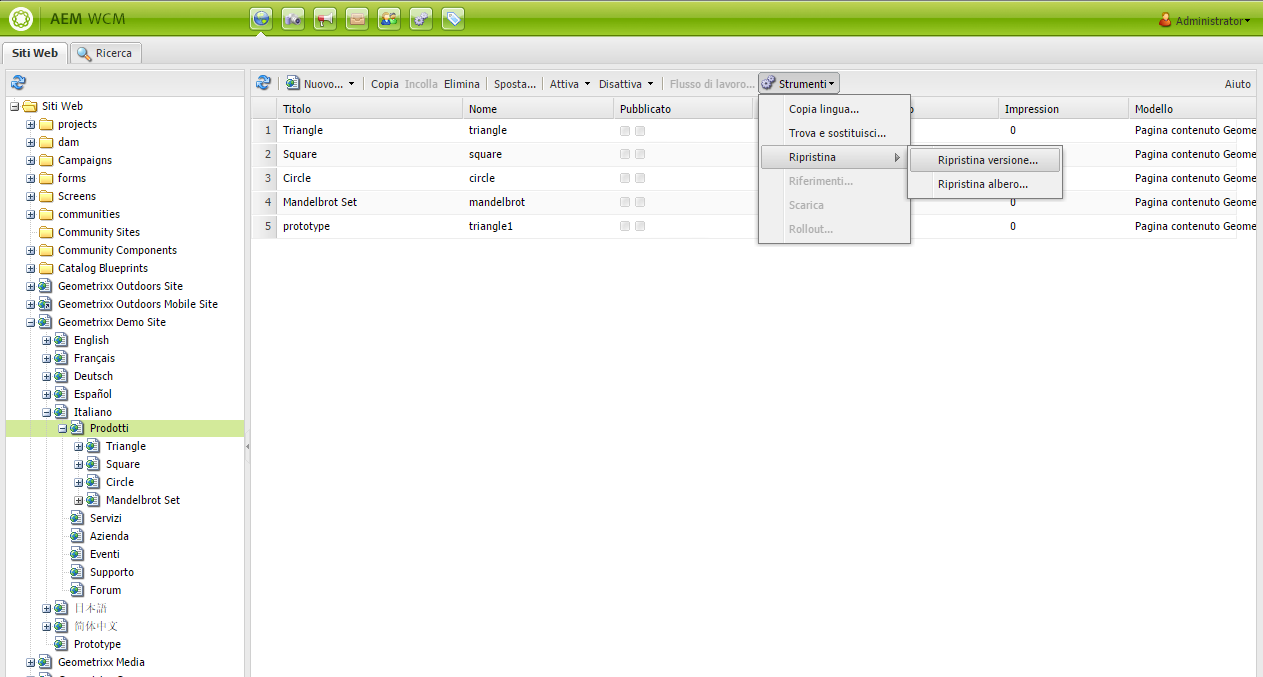 AEM WCM
Administrator
Siti Web
Ricerca
Nuovo...
Copia
Incolla
Elimina
Sposta...
Attiva
Disattiva
Flusso di lavoro...
Strumenti
Aiuto
Siti Web
projects
dam
Campaigns
forms
Screens
communities
Community Sites
Community Components
Catalog Blueprints
Geometrixx Outdoors Site
Geometrixx Outdoors Mobile Site
Geometrixx Demo Site
English
Français
Deutsch
Español
Italiano
Prodotti
Triangle
Square
Circle
Mandelbrot Set
Servizi
Azienda
Eventi
Supporto
Forum
日本語
简体中文
Prototype
Geometrixx Media
Titolo Nome Pubblicato Impression Modello
1 Triangle triangle 0 Pagina contenuto Geome
2 Square square Pagina contenuto Geome
3 Circle circle Pagina contenuto Geome
4 Mandelbrot Set mandelbrot 0 Pagina contenuto Geome
5 prototype triangle1 0 Pagina contenuto Geome
Copia lingua...
Trova e sostituisci...
Ripristina
Riferimenti...
Scarica
Rollout...
Ripristina versione...
Ripristina albero...